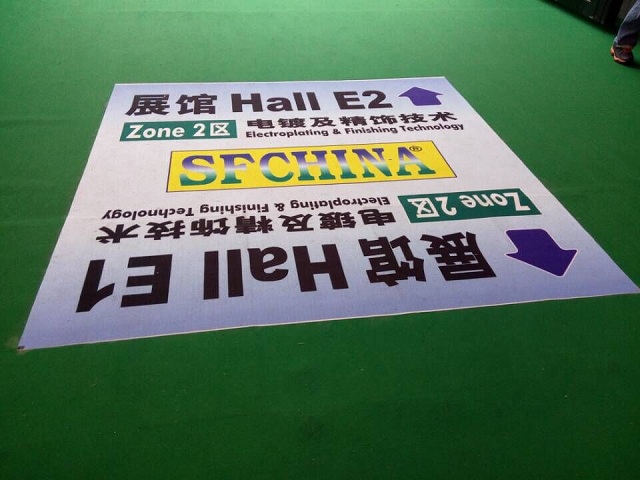 展馆 Hall E2
Zone 2区 电镀及精饰技术
Electroplating & Finishing Technology
SFCHINA®
展馆 Hall E1
Zone 2区 电镀及精饰技术
Electroplating & Finishing Technology